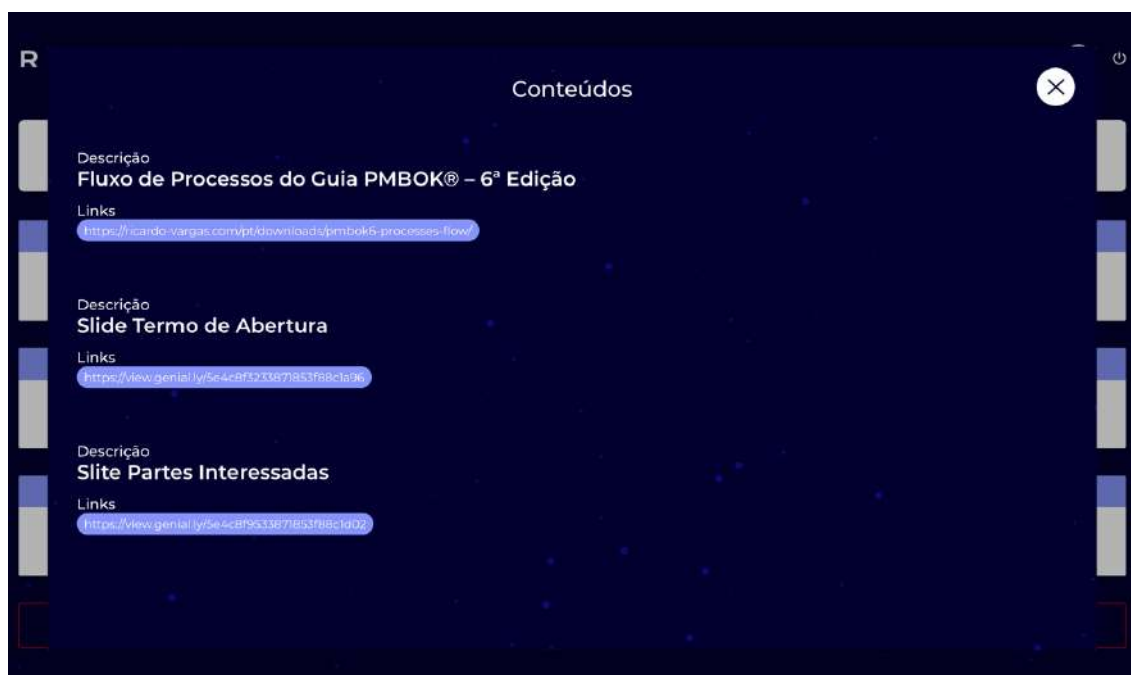 R
Conteúdos
Descrição
Fluxo de Processos do Guia PMBOK® – 6ª Edição
Links
https://ricardo-vargas.com/pt/downloads/pmbok6-processes-flow/
Descrição
Slide Termo de Abertura
Links
https://view.genial.ly/5e4c8f3233871853f88c1a96
Descrição
Slite Partes Interessadas
Links
https://view.genial.ly/5e4c8f9533871853f88c1d02